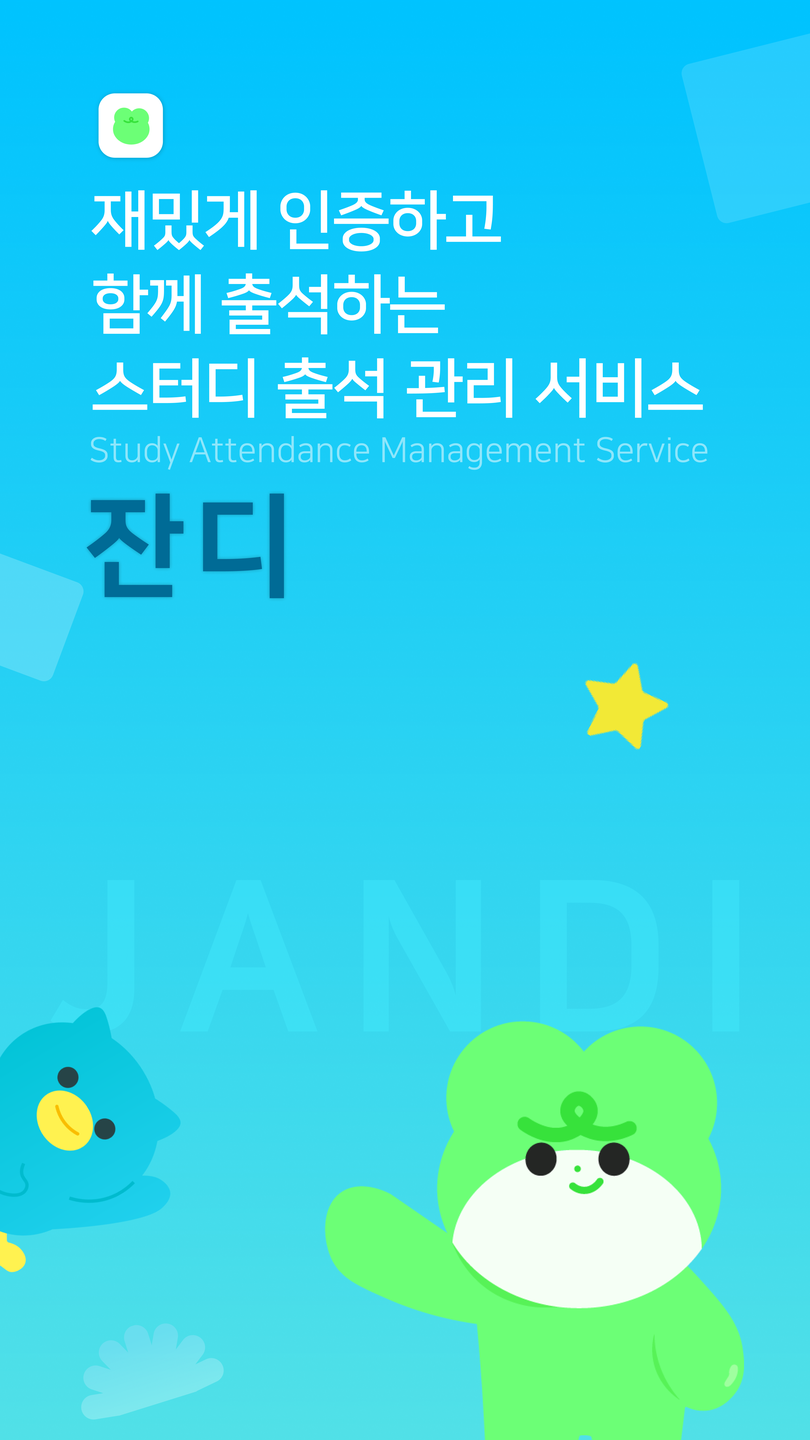 재밌게 인증하고
함께 출석하는
스터디 출석 관리 서비스
Study Attendance Management Service
잔디
JANDI